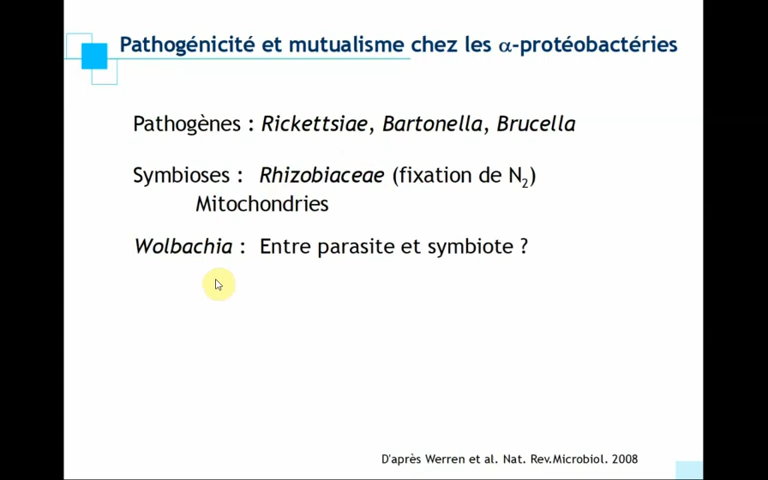 Pathogénicité et mutualisme chez les α-protéobactéries
Pathogènes : Rickettsiae, Bartonella, Brucella
Symbioses : Rhizobiaceae (fixation de N₂)
Mitochondries
Wolbachia : Entre parasite et symbiote ?
D'après Werren et al. Nat. Rev.Microbiol. 2008